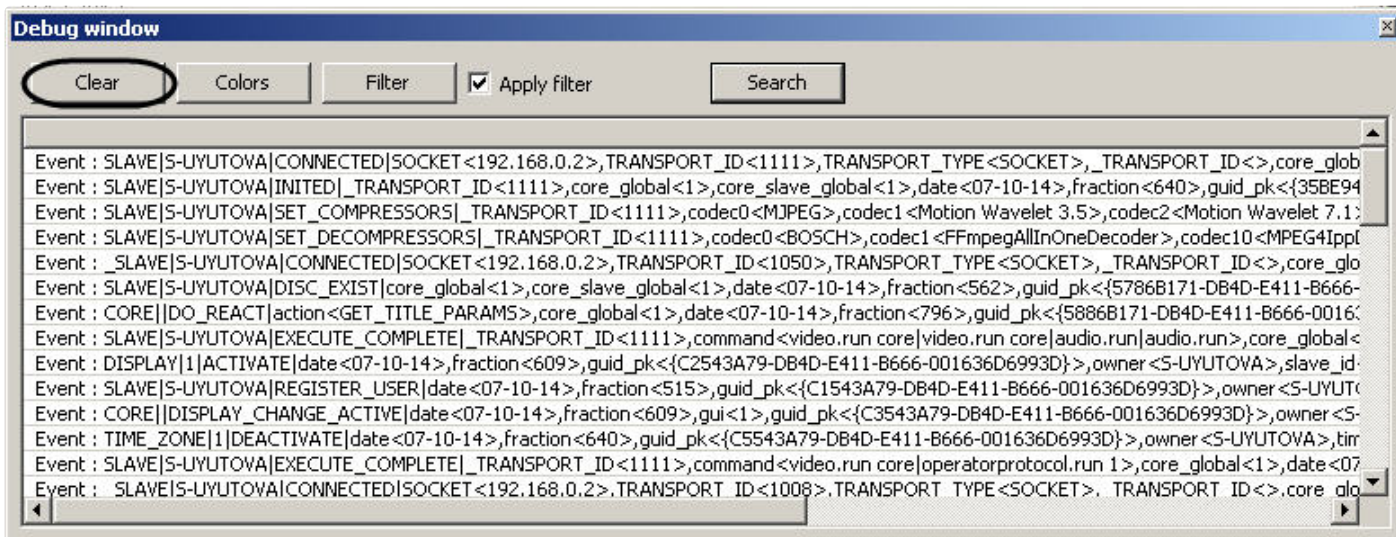 Debug window
Clear Colors Filter Apply filter Search
Event : SLAVE|S-UYUTOVA|CONNECTED|SOCKET<192.168.0.2>,TRANSPORT_ID<1111>,TRANSPORT_TYPE<SOCKET>,_TRANSPORT_ID<>,core_glob
Event : SLAVE|S-UYUTOVA|INITED|_TRANSPORT_ID<1111>,core_global<1>,core_slave_global<1>,date<07-10-14>,fraction<640>,guid_pk<{35BE94
Event : SLAVE|S-UYUTOVA|SET_COMPRESSORS|_TRANSPORT_ID<1111>,codec0<MJPEG>,codec1<Motion Wavelet 3.5>,codec2<Motion Wavelet 7.1>
Event : SLAVE|S-UYUTOVA|SET_DECOMPRESSORS|_TRANSPORT_ID<1111>,codec0<BOSCH>,codec1<FFmpegAllInOneDecoder>,codec10<MPEG4Ipp
Event : _SLAVE|S-UYUTOVA|CONNECTED|SOCKET<192.168.0.2>,TRANSPORT_ID<1050>,TRANSPORT_TYPE<SOCKET>,_TRANSPORT_ID<>,core_glo
Event : SLAVE|S-UYUTOVA|DISC_EXIST|core_global<1>,core_slave_global<1>,date<07-10-14>,fraction<562>,guid_pk<{5786B171-DB4D-E411-B666-
Event : CORE||DO_REACT|action<GET_TITLE_PARAMS>,core_global<1>,date<07-10-14>,fraction<796>,guid_pk<{5886B171-DB4D-E411-B666-0016
Event : SLAVE|S-UYUTOVA|EXECUTE_COMPLETE|_TRANSPORT_ID<1111>,command<video.run core|video.run core|audio.run|audio.run>,core_global<
Event : DISPLAY|1|ACTIVATE|date<07-10-14>,fraction<609>,guid_pk<{C2543A79-DB4D-E411-B666-001636D6993D}>,owner<S-UYUTOVA>,slave_id
Event : SLAVE|S-UYUTOVA|REGISTER_USER|date<07-10-14>,fraction<515>,guid_pk<{C1543A79-DB4D-E411-B666-001636D6993D}>,owner<S-UYUT
Event : CORE||DISPLAY_CHANGE_ACTIVE|date<07-10-14>,fraction<609>,gui<1>,guid_pk<{C3543A79-DB4D-E411-B666-001636D6993D}>,owner<S-
Event : TIME_ZONE|1|DEACTIVATE|date<07-10-14>,fraction<640>,guid_pk<{C5543A79-DB4D-E411-B666-001636D6993D}>,owner<S-UYUTOVA>,tim
Event : SLAVE|S-UYUTOVA|EXECUTE_COMPLETE|_TRANSPORT_ID<1111>,command<video.run core|operatorprotocol.run 1>,core_global<1>,date<07
Event : _SLAVE|S-UYUTOVA|CONNECTED|SOCKET<192.168.0.2>,TRANSPORT_ID<1008>,TRANSPORT_TYPE<SOCKET>,_TRANSPORT_ID<>,core_glo